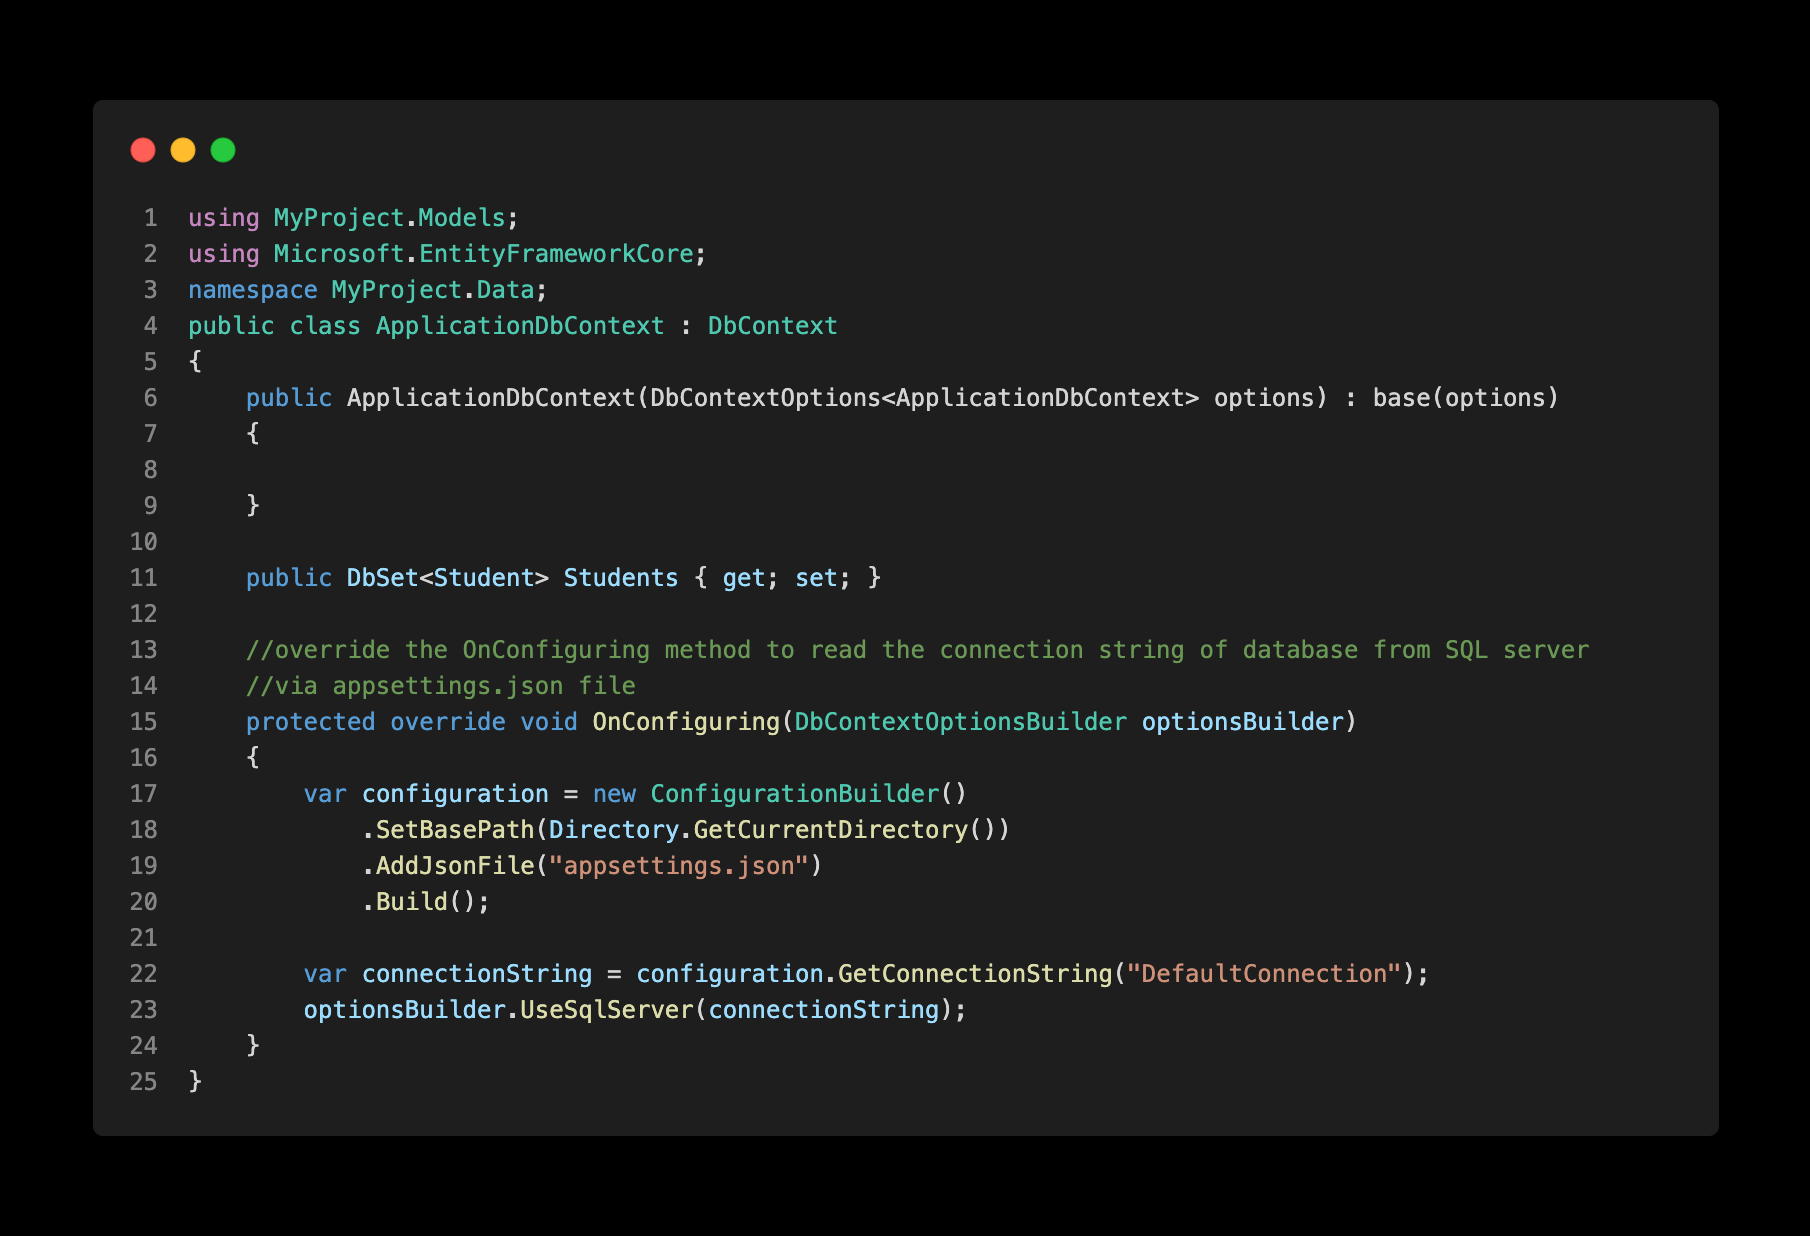 1 using MyProject.Models;
2 using Microsoft.EntityFrameworkCore;
3 namespace MyProject.Data;
4 public class ApplicationDbContext : DbContext
5 {
6     public ApplicationDbContext(DbContextOptions<ApplicationDbContext> options) : base(options)
7     {
8
9     }
10
11     public DbSet<Student> Students { get; set; }
12
13     //override the OnConfiguring method to read the connection string of database from SQL server
14     //via appsettings.json file
15     protected override void OnConfiguring(DbContextOptionsBuilder optionsBuilder)
16     {
17         var configuration = new ConfigurationBuilder()
18             .SetBasePath(Directory.GetCurrentDirectory())
19             .AddJsonFile("appsettings.json")
20             .Build();
21
22         var connectionString = configuration.GetConnectionString("DefaultConnection");
23         optionsBuilder.UseSqlServer(connectionString);
24     }
25 }